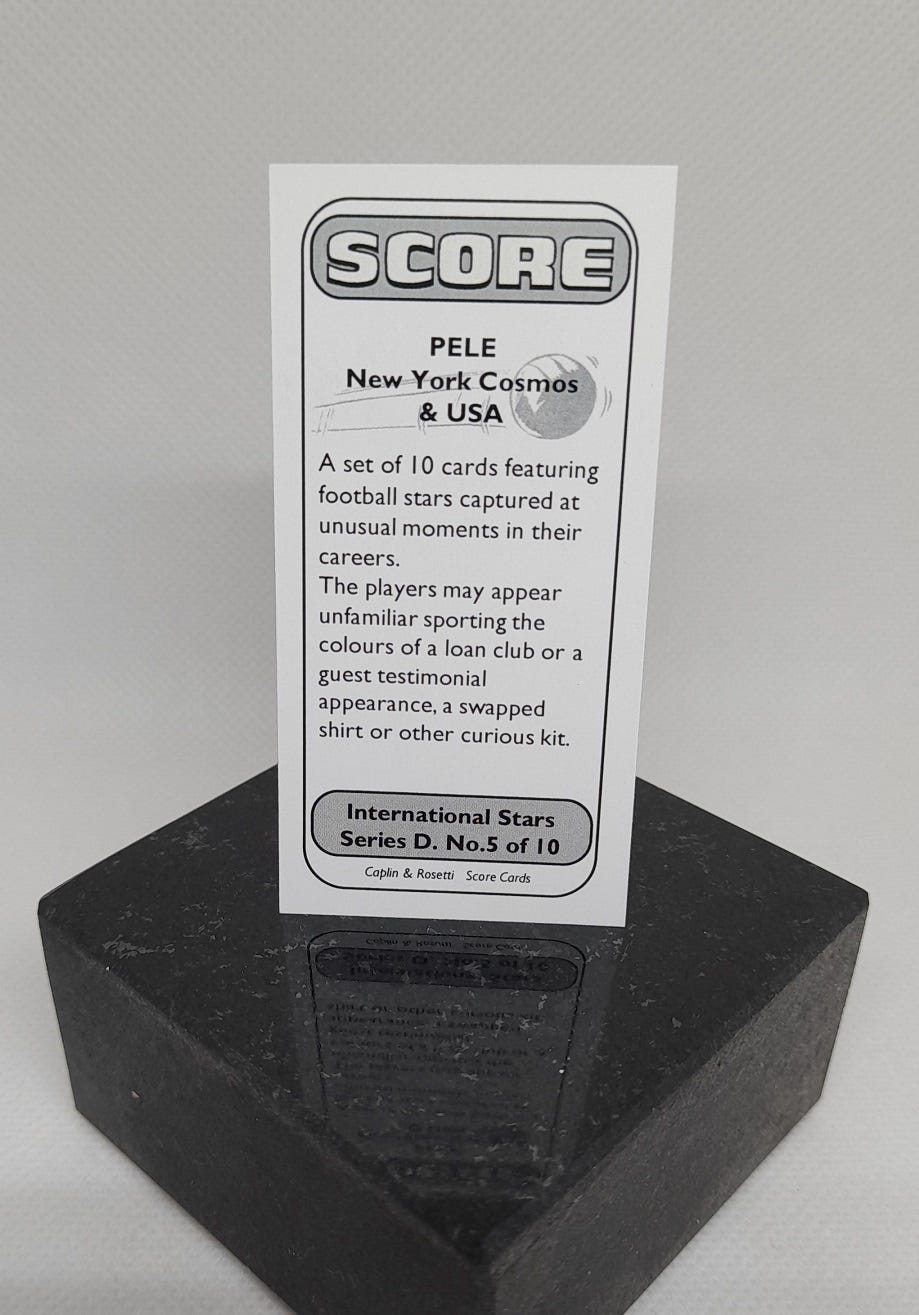 SCORE
PELE
New York Cosmos
& USA
A set of 10 cards featuring
football stars captured at
unusual moments in their
careers.
The players may appear
unfamiliar sporting the
colours of a loan club or a
guest testimonial
appearance, a swapped
shirt or other curious kit.
International Stars
Series D. No.5 of 10
Caplin & Rosetti Score Cards